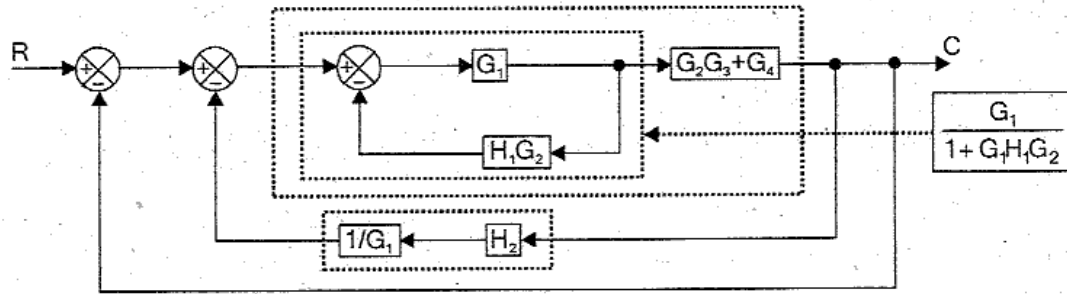 R
+
-
+
-
+
-
G₁
G₂G₃+G₄
C
H₁G₂
G₁
1+ G₁H₁G₂
1/G₁
H₂